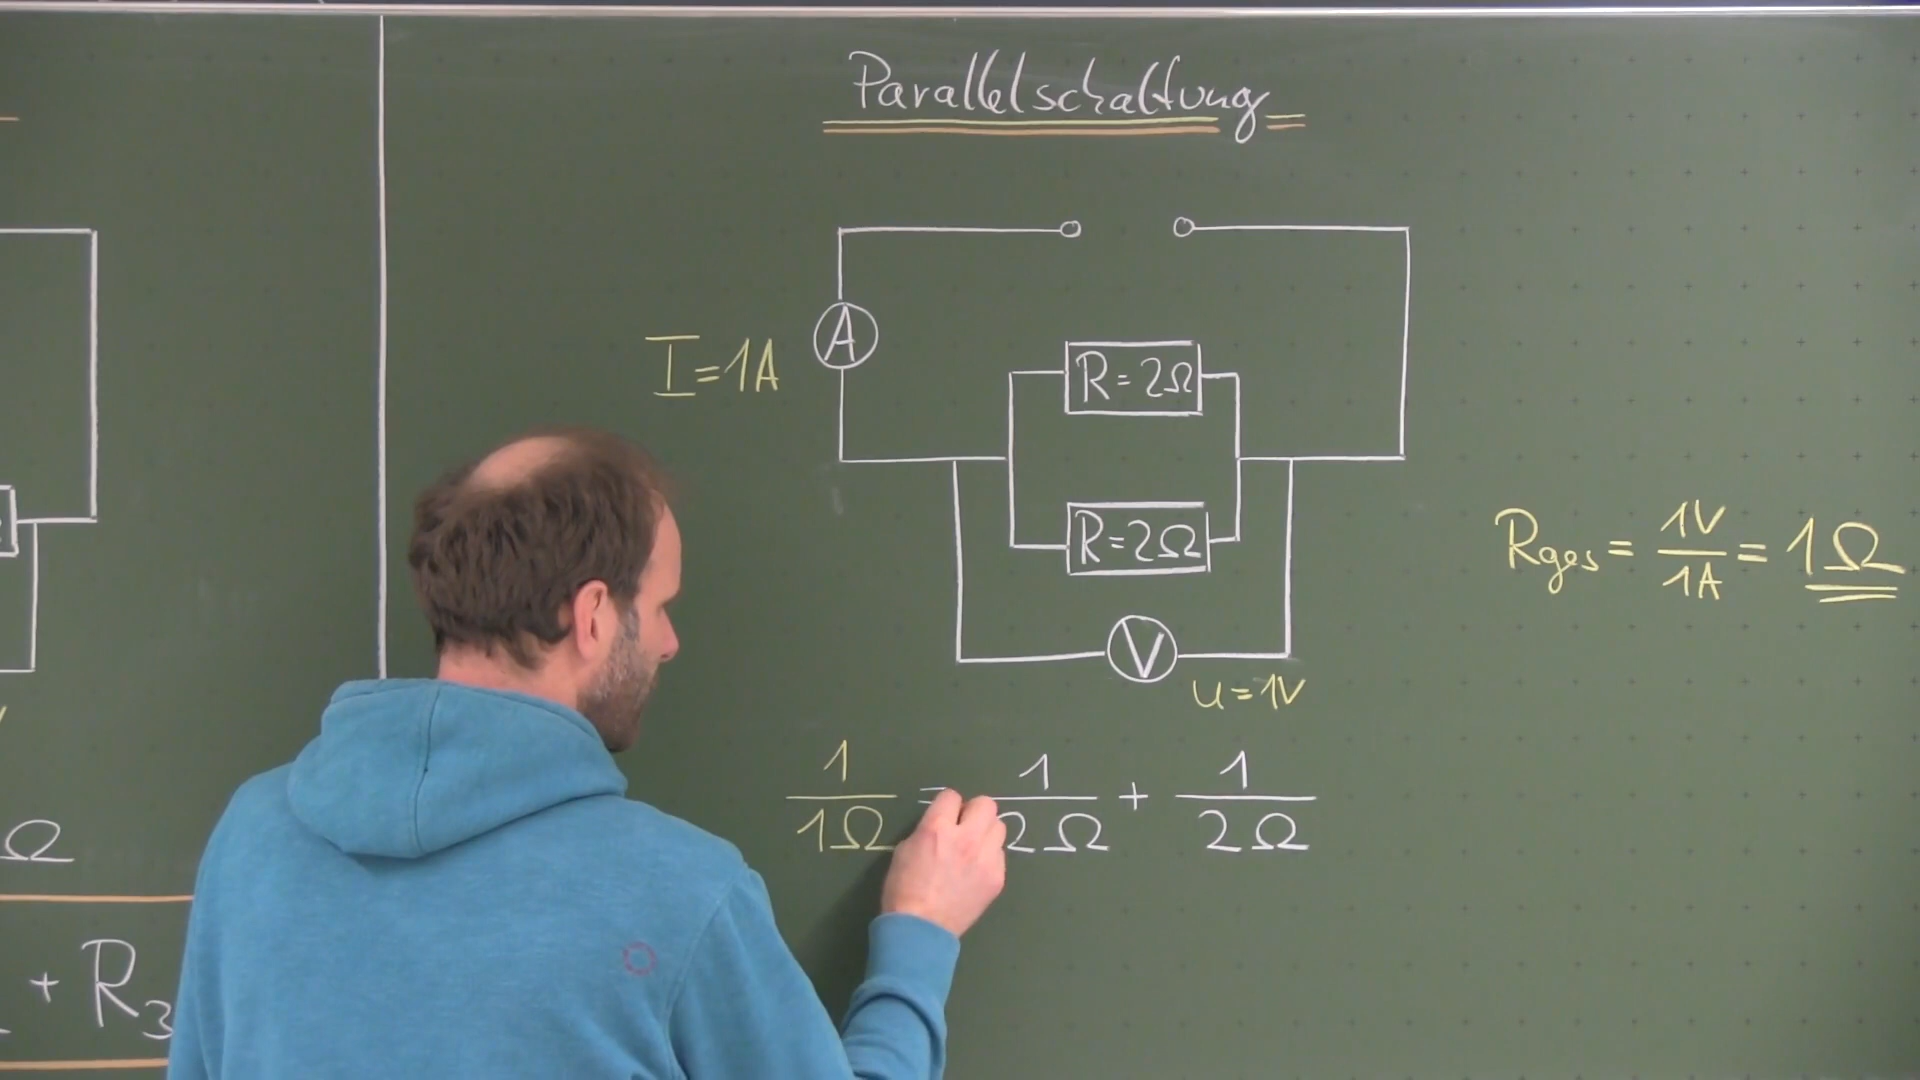 Parallelschaltung
A
I=1A
R=2Ω
R=2Ω
V
U=1V
Rges = 1V/1A = 1Ω
1/1Ω = 1/2Ω + 1/2Ω
Ω
+ R3